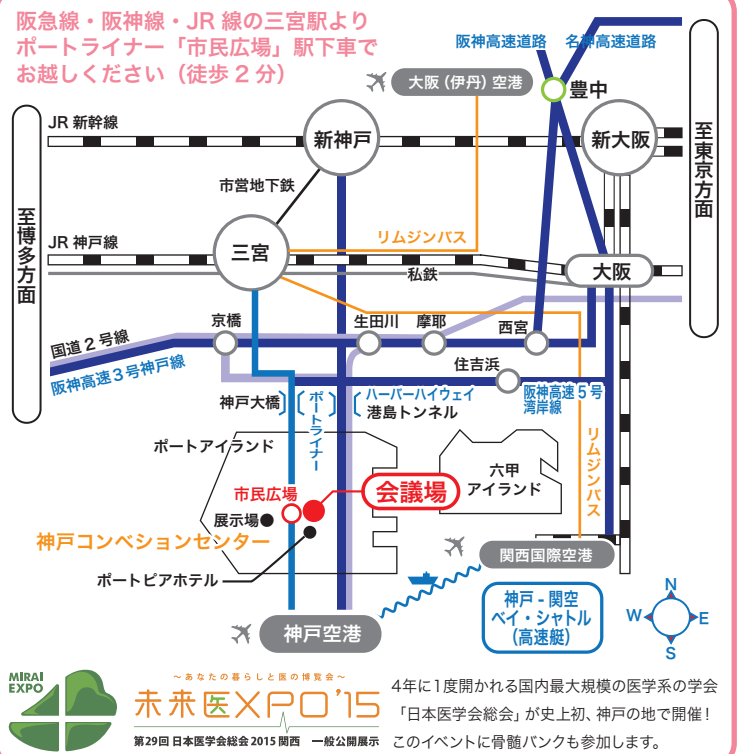 阪急線・阪神線・JR 線の三宮駅より
ポートライナー「市民広場」駅下車で
お越しください（徒歩 2 分）
阪神高速道路
名神高速道路
大阪（伊丹）空港
豊中
JR 新幹線
新神戸
新大阪
至東京方面
至博多方面
市営地下鉄
リムジンバス
JR 神戸線
三宮
私鉄
大阪
京橋
生田川
摩耶
西宮
国道 2 号線
阪神高速3号神戸線
住吉浜
神戸大橋
ポートライナー
ハーバーハイウェイ
港島トンネル
阪神高速 5 号
湾岸線
リムジンバス
ポートアイランド
六甲
アイランド
市民広場
会議場
展示場
神戸コンベションセンター
ポートピアホテル
関西国際空港
神戸 - 関空
ベイ・シャトル
（高速艇）
神戸空港
N
W
E
S
MIRAI
EXPO
～あなたの暮らしと医の博覧会～
未来医EXPO'15
第29回 日本医学会総会 2015 関西　一般公開展示
4年に1度開かれる国内最大規模の医学系の学会
「日本医学会総会」が史上初、神戸の地で開催！
このイベントに骨髄バンクも参加します。